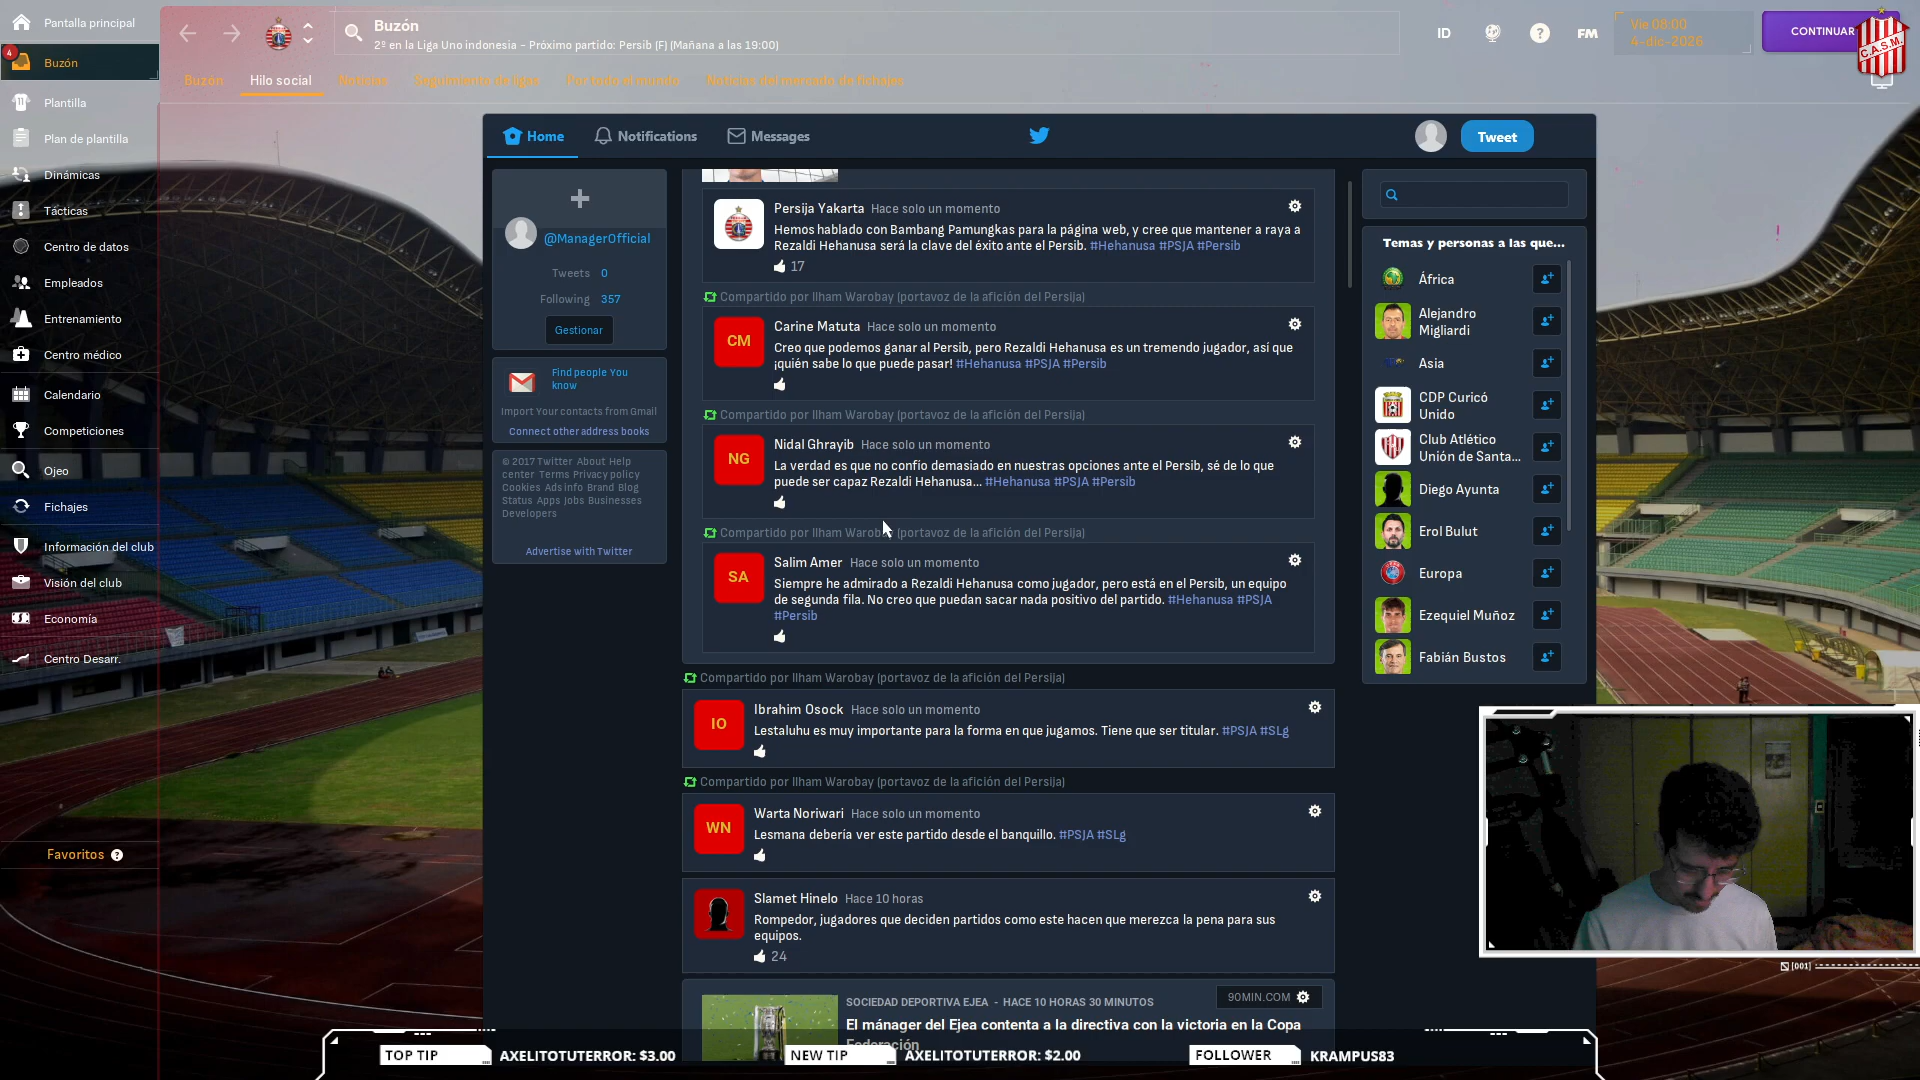 Pantalla principal
4
Buzón
Plantilla
Plan de plantilla
Dinámicas
Tácticas
Centro de datos
Empleados
Entrenamiento
Centro médico
Calendario
Competiciones
Ojeo
Fichajes
Información del club
Visión del club
Economía
Centro Desarr.
Favoritos ?
Buzón
2º en la Liga Uno indonesia - Próximo partido: Persib (F) (Mañana a las 19:00)
ID
?
FM
Vie 08:00
4-dic-2026
CONTINUAR
C.A.S.M.
Buzón
Hilo social
Noticias
Seguimiento de ligas
Por todo el mundo
Noticias del mercado de fichajes
Home
Notifications
Messages
Tweet
@ManagerOfficial
Tweets 0
Following 357
Gestionar
Find people You
know
Import Your contacts from Gmail
Connect other address books
© 2017 Twitter About Help
center Terms Privacy policy
Cookies Ads info Brand Blog
Status Apps Jobs Businesses
Developers
Advertise with Twitter
Persija Yakarta Hace solo un momento
Hemos hablado con Bambang Pamungkas para la página web, y cree que mantener a raya a
Rezaldi Hehanusa será la clave del éxito ante el Persib. #Hehanusa #PSJA #Persib
17
Compartido por Ilham Warobay (portavoz de la afición del Persija)
CM
Carine Matuta Hace solo un momento
Creo que podemos ganar al Persib, pero Rezaldi Hehanusa es un tremendo jugador, así que
¡quién sabe lo que puede pasar! #Hehanusa #PSJA #Persib
Compartido por Ilham Warobay (portavoz de la afición del Persija)
NG
Nidal Ghrayib Hace solo un momento
La verdad es que no confío demasiado en nuestras opciones ante el Persib, sé de lo que
puede ser capaz Rezaldi Hehanusa... #Hehanusa #PSJA #Persib
Compartido por Ilham Warobay (portavoz de la afición del Persija)
SA
Salim Amer Hace solo un momento
Siempre he admirado a Rezaldi Hehanusa como jugador, pero está en el Persib, un equipo
de segunda fila. No creo que puedan sacar nada positivo del partido. #Hehanusa #PSJA
#Persib
Compartido por Ilham Warobay (portavoz de la afición del Persija)
IO
Ibrahim Osock Hace solo un momento
Lestaluhu es muy importante para la forma en que jugamos. Tiene que ser titular. #PSJA #SLg
Compartido por Ilham Warobay (portavoz de la afición del Persija)
WN
Warta Noriwari Hace solo un momento
Lesmana debería ver este partido desde el banquillo. #PSJA #SLg
Slamet Hinelo Hace 10 horas
Rompedor, jugadores que deciden partidos como este hacen que merezca la pena para sus
equipos.
24
SOCIEDAD DEPORTIVA EJEA - HACE 10 HORAS 30 MINUTOS
90MIN.COM
El mánager del Ejea contenta a la directiva con la victoria en la Copa
Federación
Temas y personas a las que...
África
Alejandro
Migliardi
Asia
CDP Curicó
Unido
Club Atlético
Unión de Santa...
Diego Ayunta
Erol Bulut
Europa
Ezequiel Muñoz
Fabián Bustos
[001]
TOP TIP
AXELITOTUTERROR: $3.00
NEW TIP
AXELITOTUTERROR: $2.00
FOLLOWER
KRAMPUS83